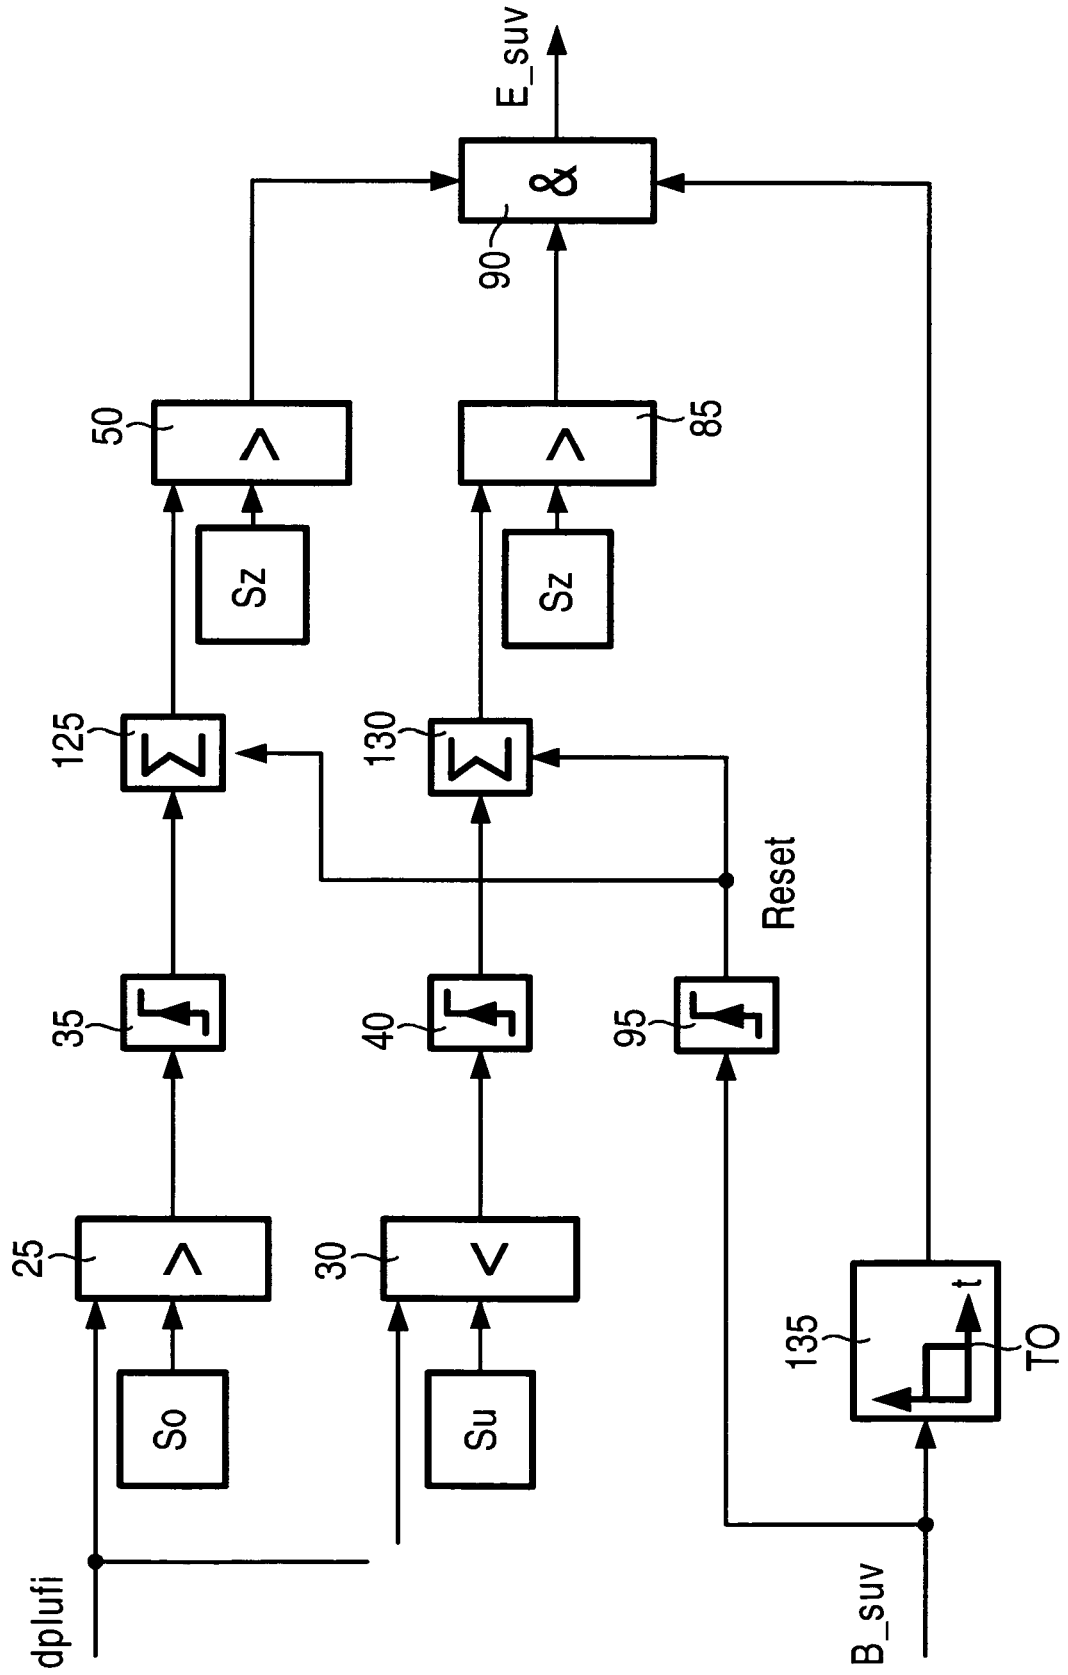 dplufi
25
35
125
50
>
So
Σ
Sz
>
30
40
130
90
E_suv
<
Su
Σ
Sz
>
&
85
95
Reset
135
B_suv
t
TO